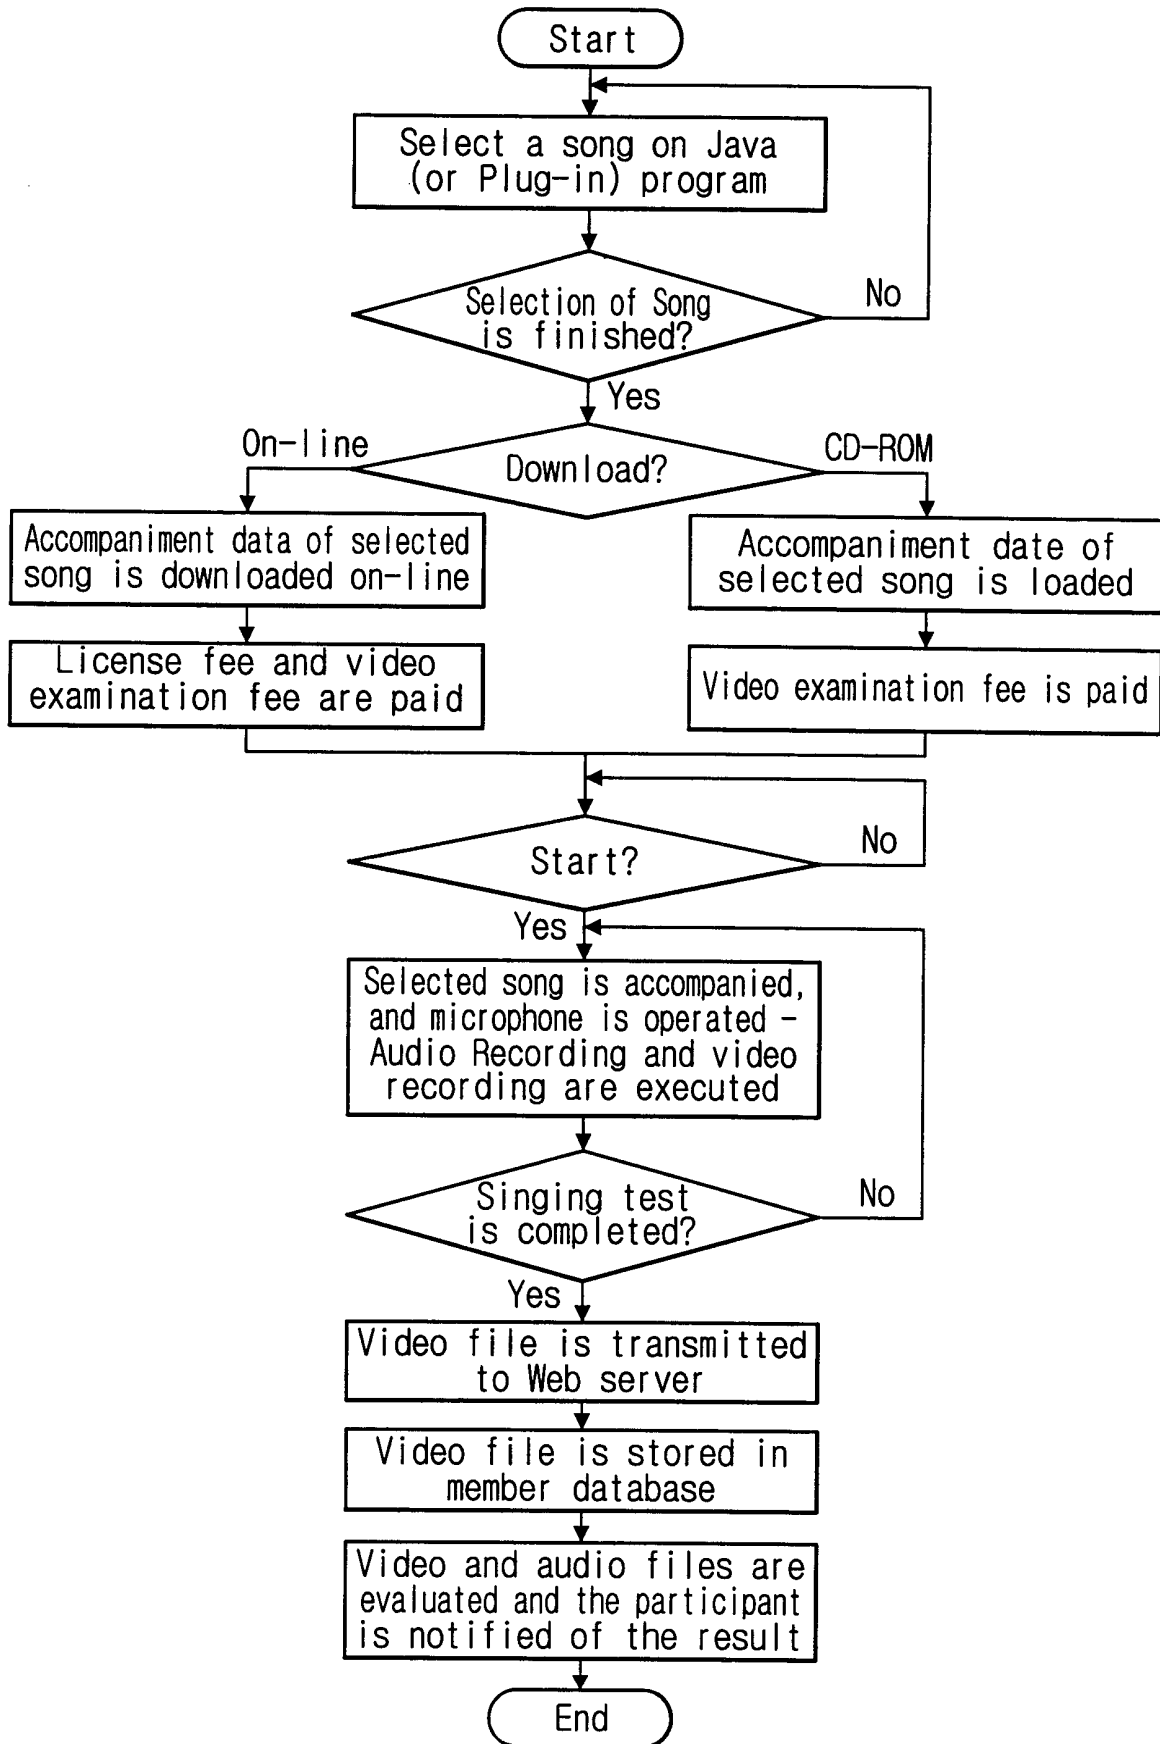 Start
Select a song on Java
(or Plug-in) program
Selection of Song
is finished?
No
Yes
On-line
Download?
CD-ROM
Accompaniment data of selected
song is downloaded on-line
Accompaniment date of
selected song is loaded
License fee and video
examination fee are paid
Video examination fee is paid
Start?
No
Yes
Selected song is accompanied,
and microphone is operated -
Audio Recording and video
recording are executed
Singing test
is completed?
No
Yes
Video file is transmitted
to Web server
Video file is stored in
member database
Video and audio files are
evaluated and the participant
is notified of the result
End